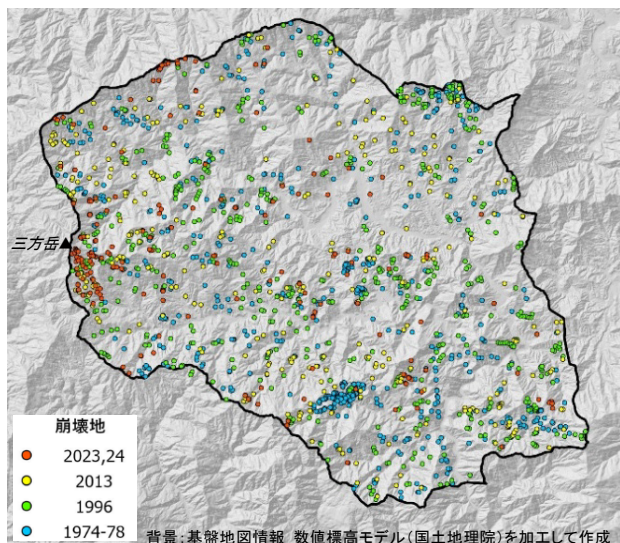 三方岳
崩壊地
2023,24
2013
1996
1974-78
背景:基盤地図情報 数値標高モデル(国土地理院)を加工して作成